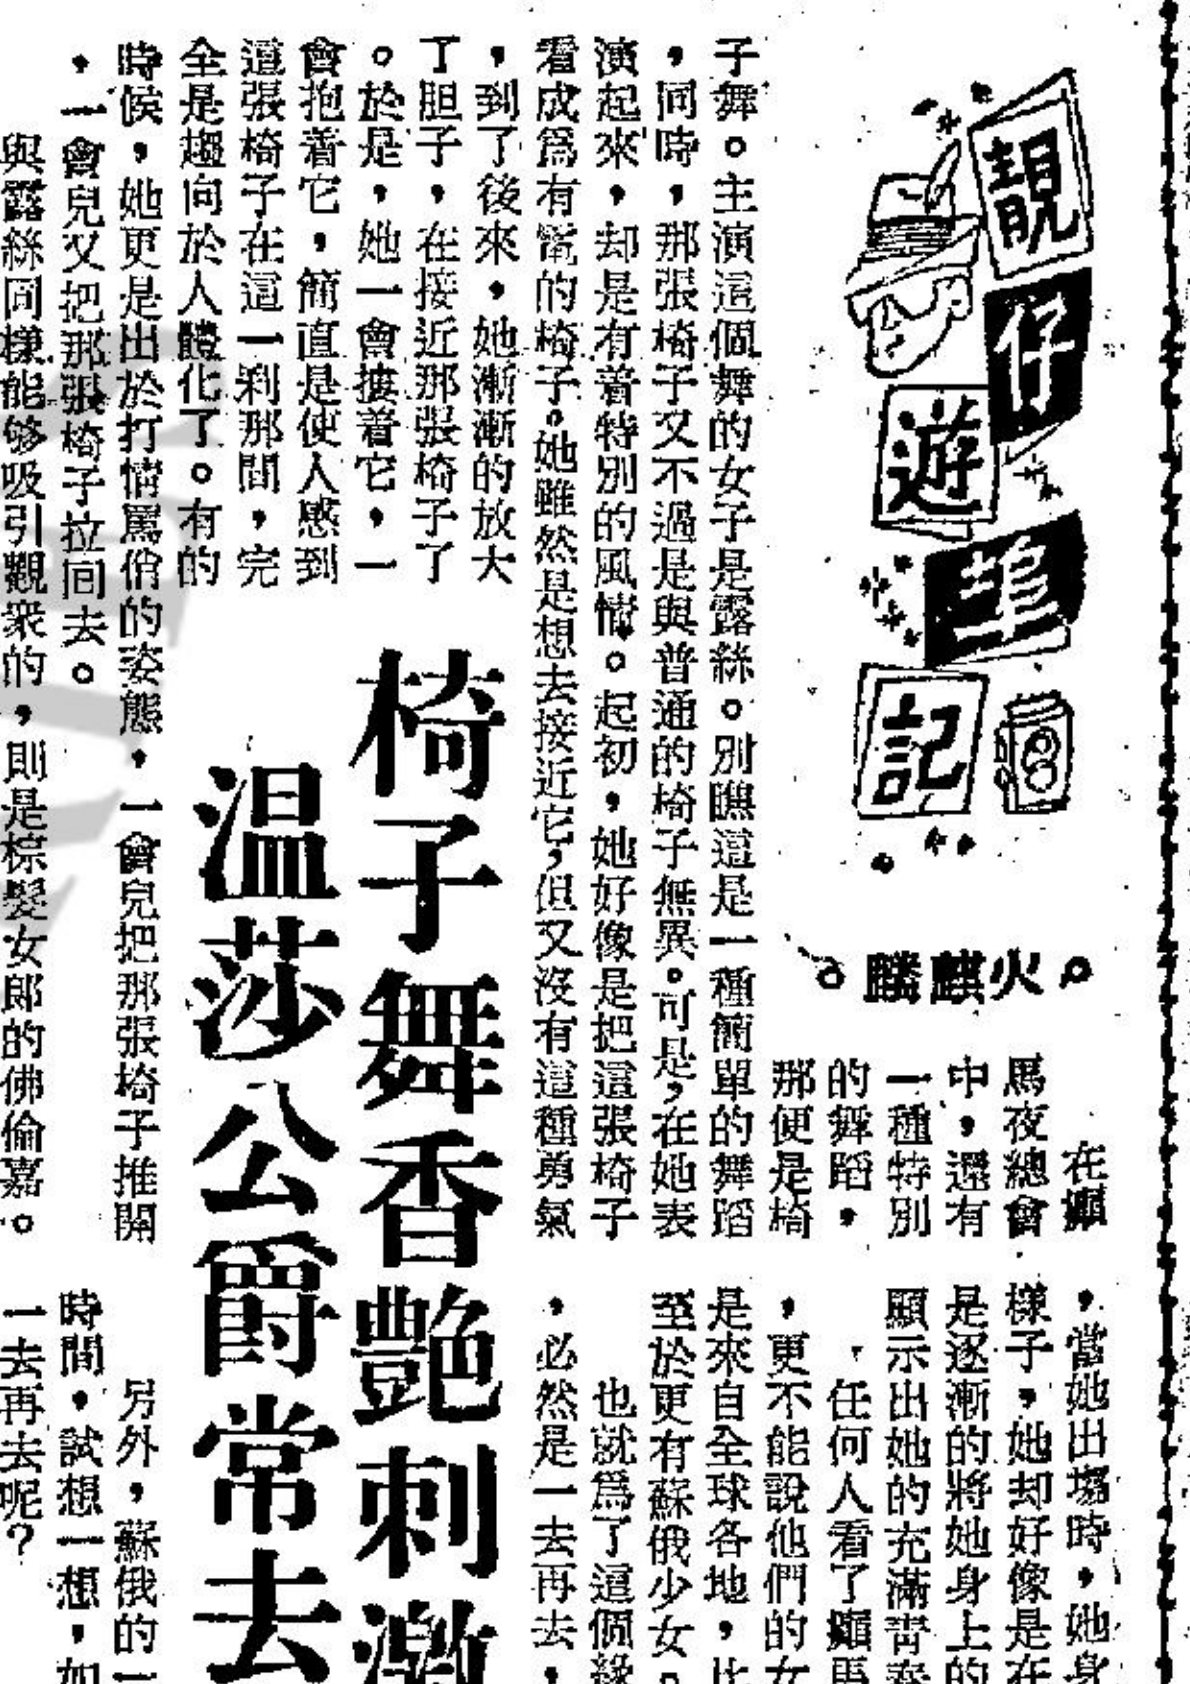 靚仔遊埠記
。火麒麟。
椅子舞香艷刺激
温莎公爵常去
在癲
馬夜總會
中，還有
一種特別
的舞蹈，
那便是椅
子舞。主演這個舞的女子是露絲。別瞧這是一種簡單的舞蹈
，同時，那張椅子又不過是與普通的椅子無異。可是，在她表
演起來，却是有着特別的風情。起初，她好像是把這張椅子
看成爲有情的椅子。她雖然是想去接近它，但又沒有這種勇氣
，到了後來，她漸漸的放大
了胆子，在接近那張椅子了
。於是，她一會摟着它，一
會抱着它，簡直是使人感到
這張椅子在這一刹那間，完
全是趨向於人體化了。有的
時候，她更是出於打情罵俏的姿態，一會兒把那張椅子推開
，一會兒又把那張椅子拉回去。
與露絲同樣能够吸引觀衆的，則是棕髮女郎的佛倫嘉。
，當她出塲時，她身
樣子，她却好像是在
是逐漸的將她身上的
顯示出她的充滿青春
，任何人看了癲馬
，更不能說他們的女
是來自全球各地，比
至於更有蘇俄少女。
也就爲了這個緣
，必然是一去再去，
另外，蘇俄的一
時間，試想一想，如
一去再去呢？